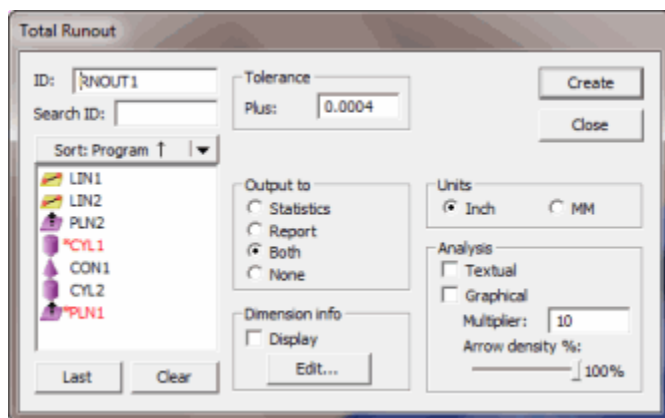 Total Runout
ID: RNOUT1
Search ID:
Sort: Program ↑
LIN1
LIN2
PLN2
*CYL1
CON1
CYL2
*PLN1
Last Clear
Tolerance
Plus: 0.0004
Output to
Statistics
Report
Both
None
Dimension info
Display
Edit...
Create
Close
Units
Inch MM
Analysis
Textual
Graphical
Multiplier: 10
Arrow density %:
100%